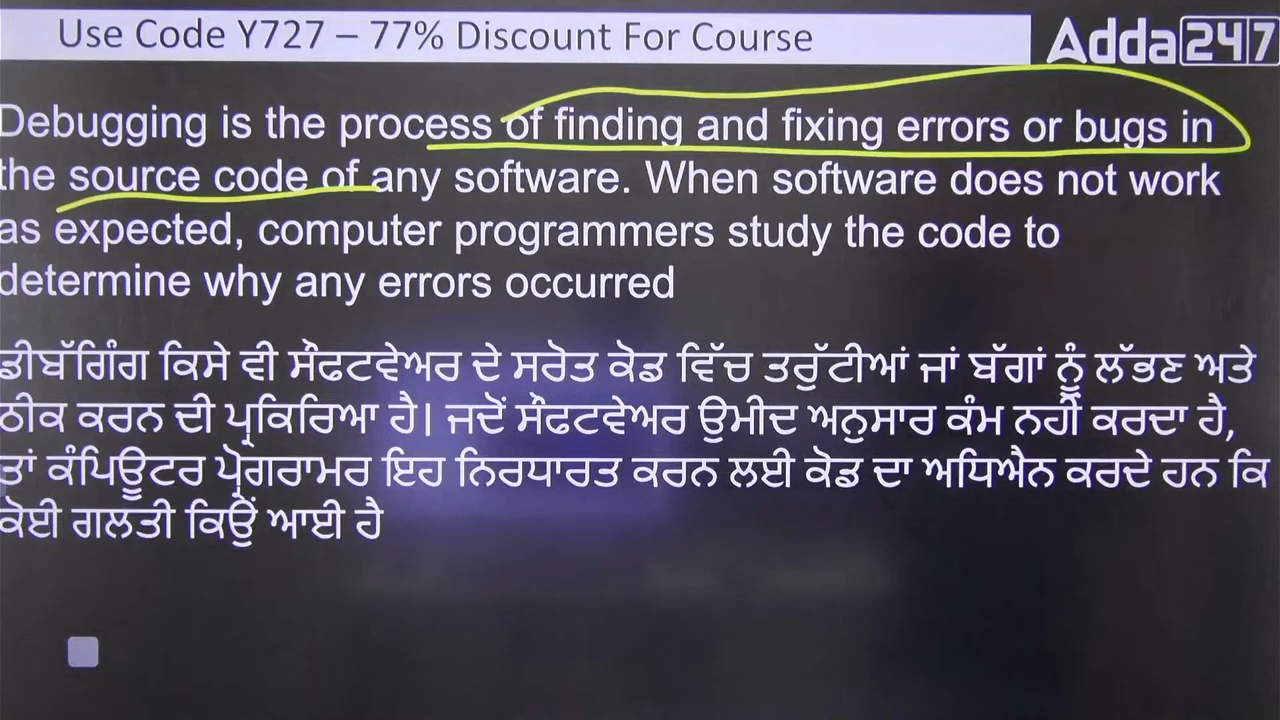 Use Code Y727 – 77% Discount For Course
Adda247
Debugging is the process of finding and fixing errors or bugs in
the source code of any software. When software does not work
as expected, computer programmers study the code to
determine why any errors occurred
ਡੀਬੱਗਿੰਗ ਕਿਸੇ ਵੀ ਸੌਫਟਵੇਅਰ ਦੇ ਸਰੋਤ ਕੋਡ ਵਿੱਚ ਤਰੁੱਟੀਆਂ ਜਾਂ ਬੱਗਾਂ ਨੂੰ ਲੱਭਣ ਅਤੇ
ਠੀਕ ਕਰਨ ਦੀ ਪ੍ਰਕਿਰਿਆ ਹੈ। ਜਦੋਂ ਸੌਫਟਵੇਅਰ ਉਮੀਦ ਅਨੁਸਾਰ ਕੰਮ ਨਹੀਂ ਕਰਦਾ ਹੈ,
ਤਾਂ ਕੰਪਿਊਟਰ ਪ੍ਰੋਗਰਾਮਰ ਇਹ ਨਿਰਧਾਰਤ ਕਰਨ ਲਈ ਕੋਡ ਦਾ ਅਧਿਐਨ ਕਰਦੇ ਹਨ ਕਿ
ਕੋਈ ਗਲਤੀ ਕਿਉਂ ਆਈ ਹੈ